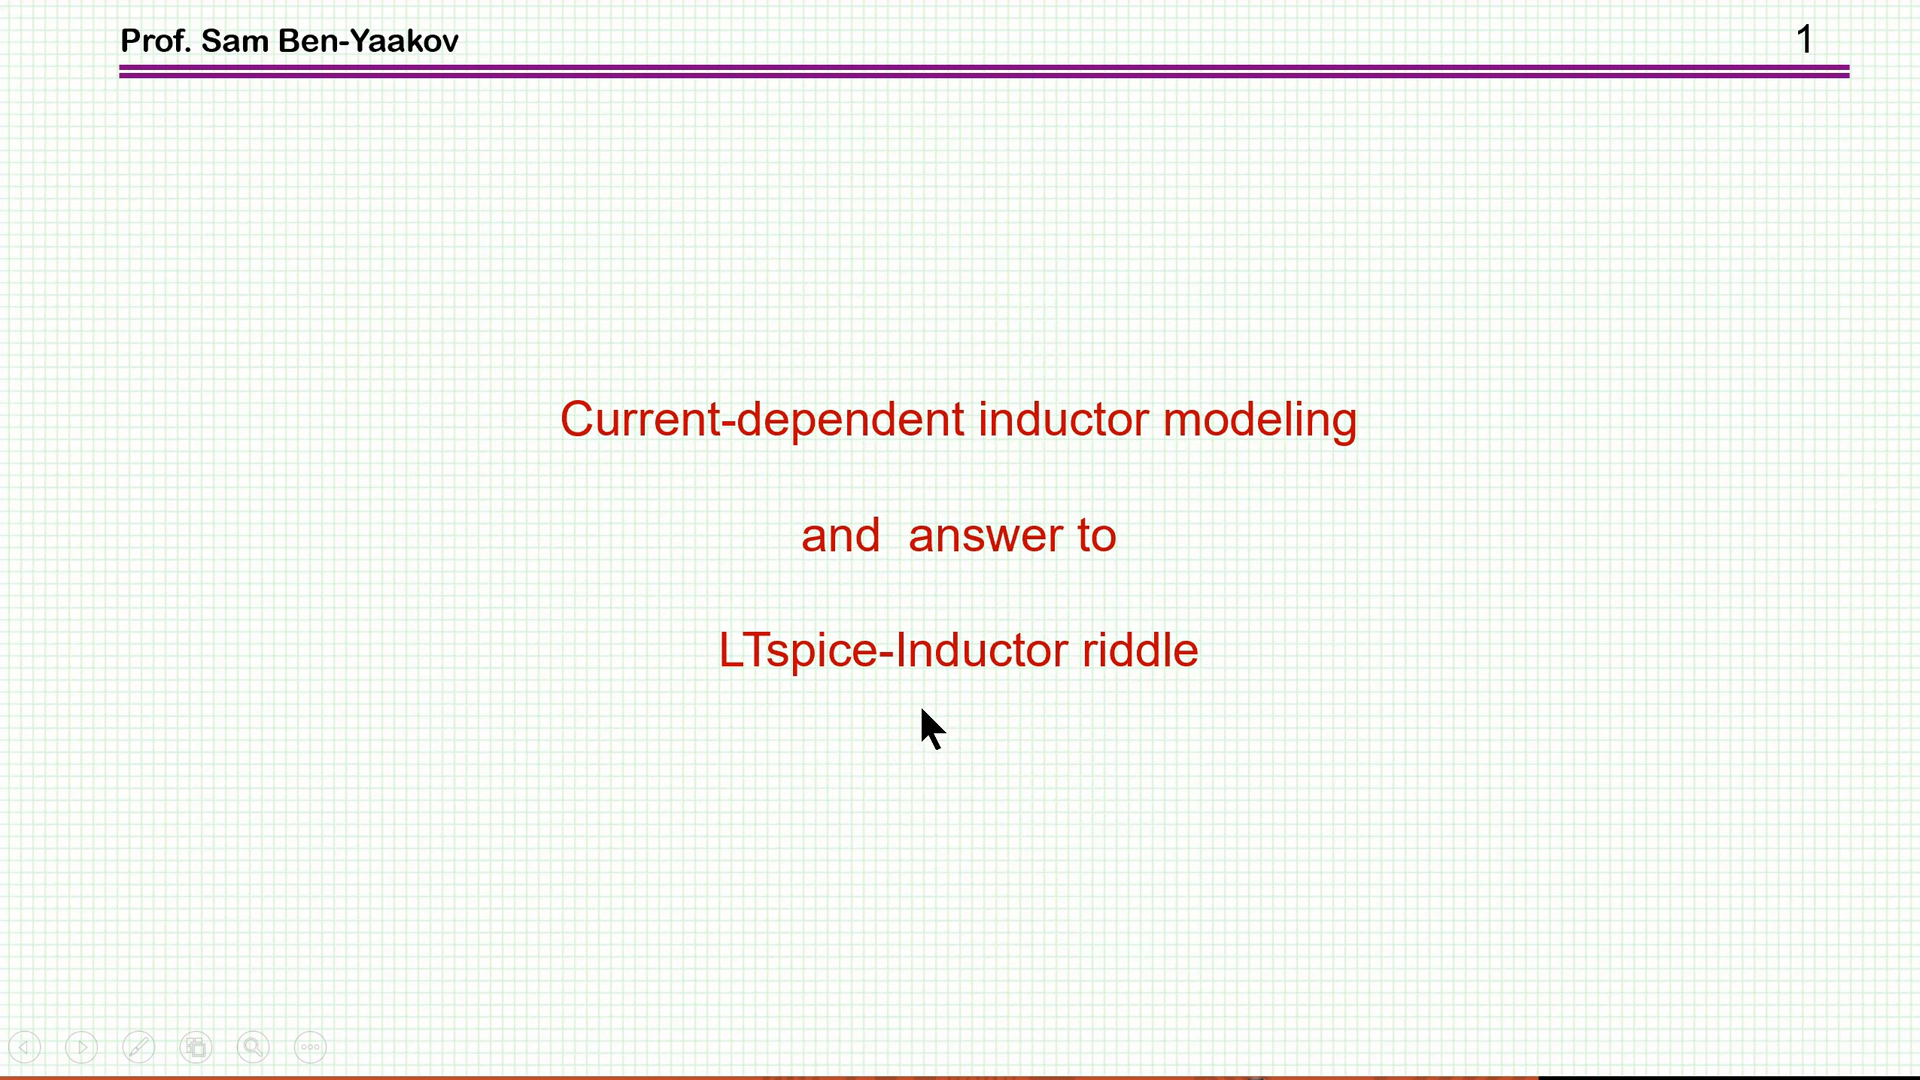 Prof. Sam Ben-Yaakov
1
Current-dependent inductor modeling
and  answer to
LTspice-Inductor riddle